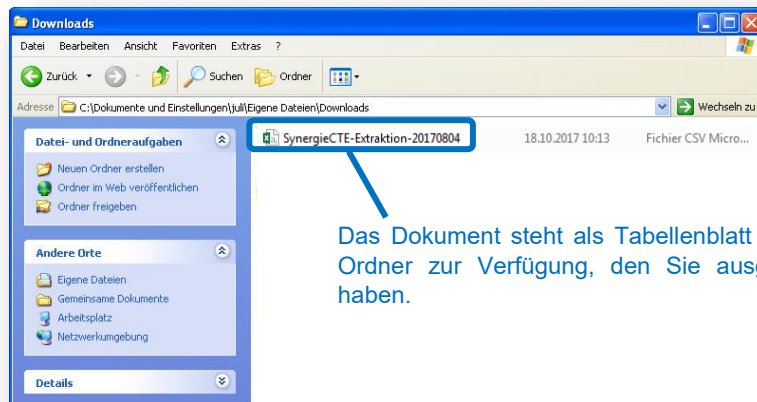 Downloads
Datei Bearbeiten Ansicht Favoriten Extras ?
Zurück Suchen Ordner
Adresse C:\Dokumente und Einstellungen\juli\Eigene Dateien\Downloads Wechseln zu
Datei- und Ordneraufgaben
Neuen Ordner erstellen
Ordner im Web veröffentlichen
Ordner freigeben
Andere Orte
Eigene Dateien
Gemeinsame Dokumente
Arbeitsplatz
Netzwerkumgebung
Details
SynergieCTE-Extraktion-20170804 18.10.2017 10:13 Fichier CSV Micro...
Das Dokument steht als Tabellenblatt
Ordner zur Verfügung, den Sie
haben.